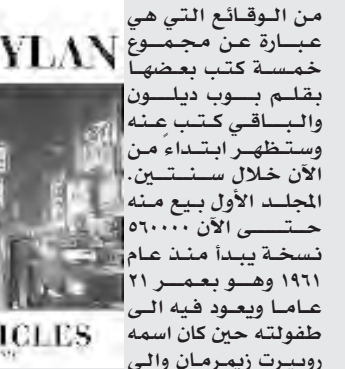 من الوقائع التي هي
عبارة عن مجموع
خمسة كتب بعضها
بقلم بوب ديلون
والباقي كتب عنه
وستظهر ابتداء من
الآن خلال سنتين.
المجلد الأول بيع منه
حتى الآن ٥٦٠٠٠٠
نسخة يبدأ منذ عام
١٩٦١ وهو بعمر ٢١
عاما ويعود فيه الى
طفولته حين كان اسمه
روبيرت زيمرمان والى
YLAN
ICLES